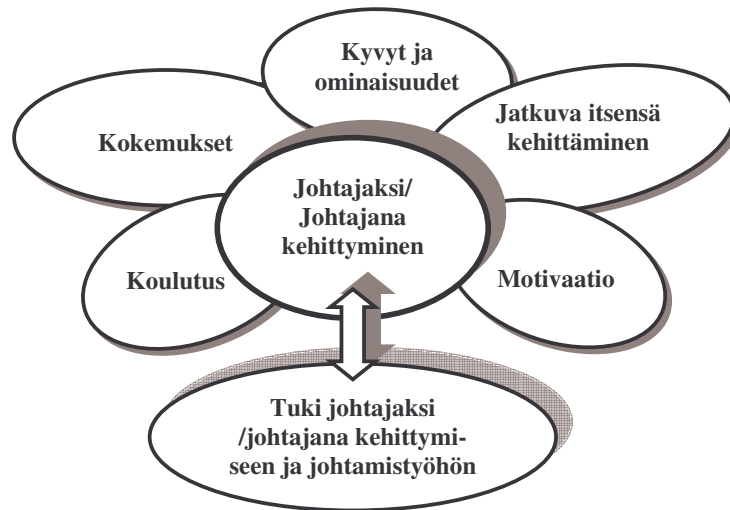 Kyvyt ja
ominaisuudet
Kokemukset
Jatkuva itsensä
kehittäminen
Johtajaksi/
Johtajana
kehittyminen
Koulutus
Motivaatio
Tuki johtajaksi
/johtajana kehittymi-
seen ja johtamistyöhön